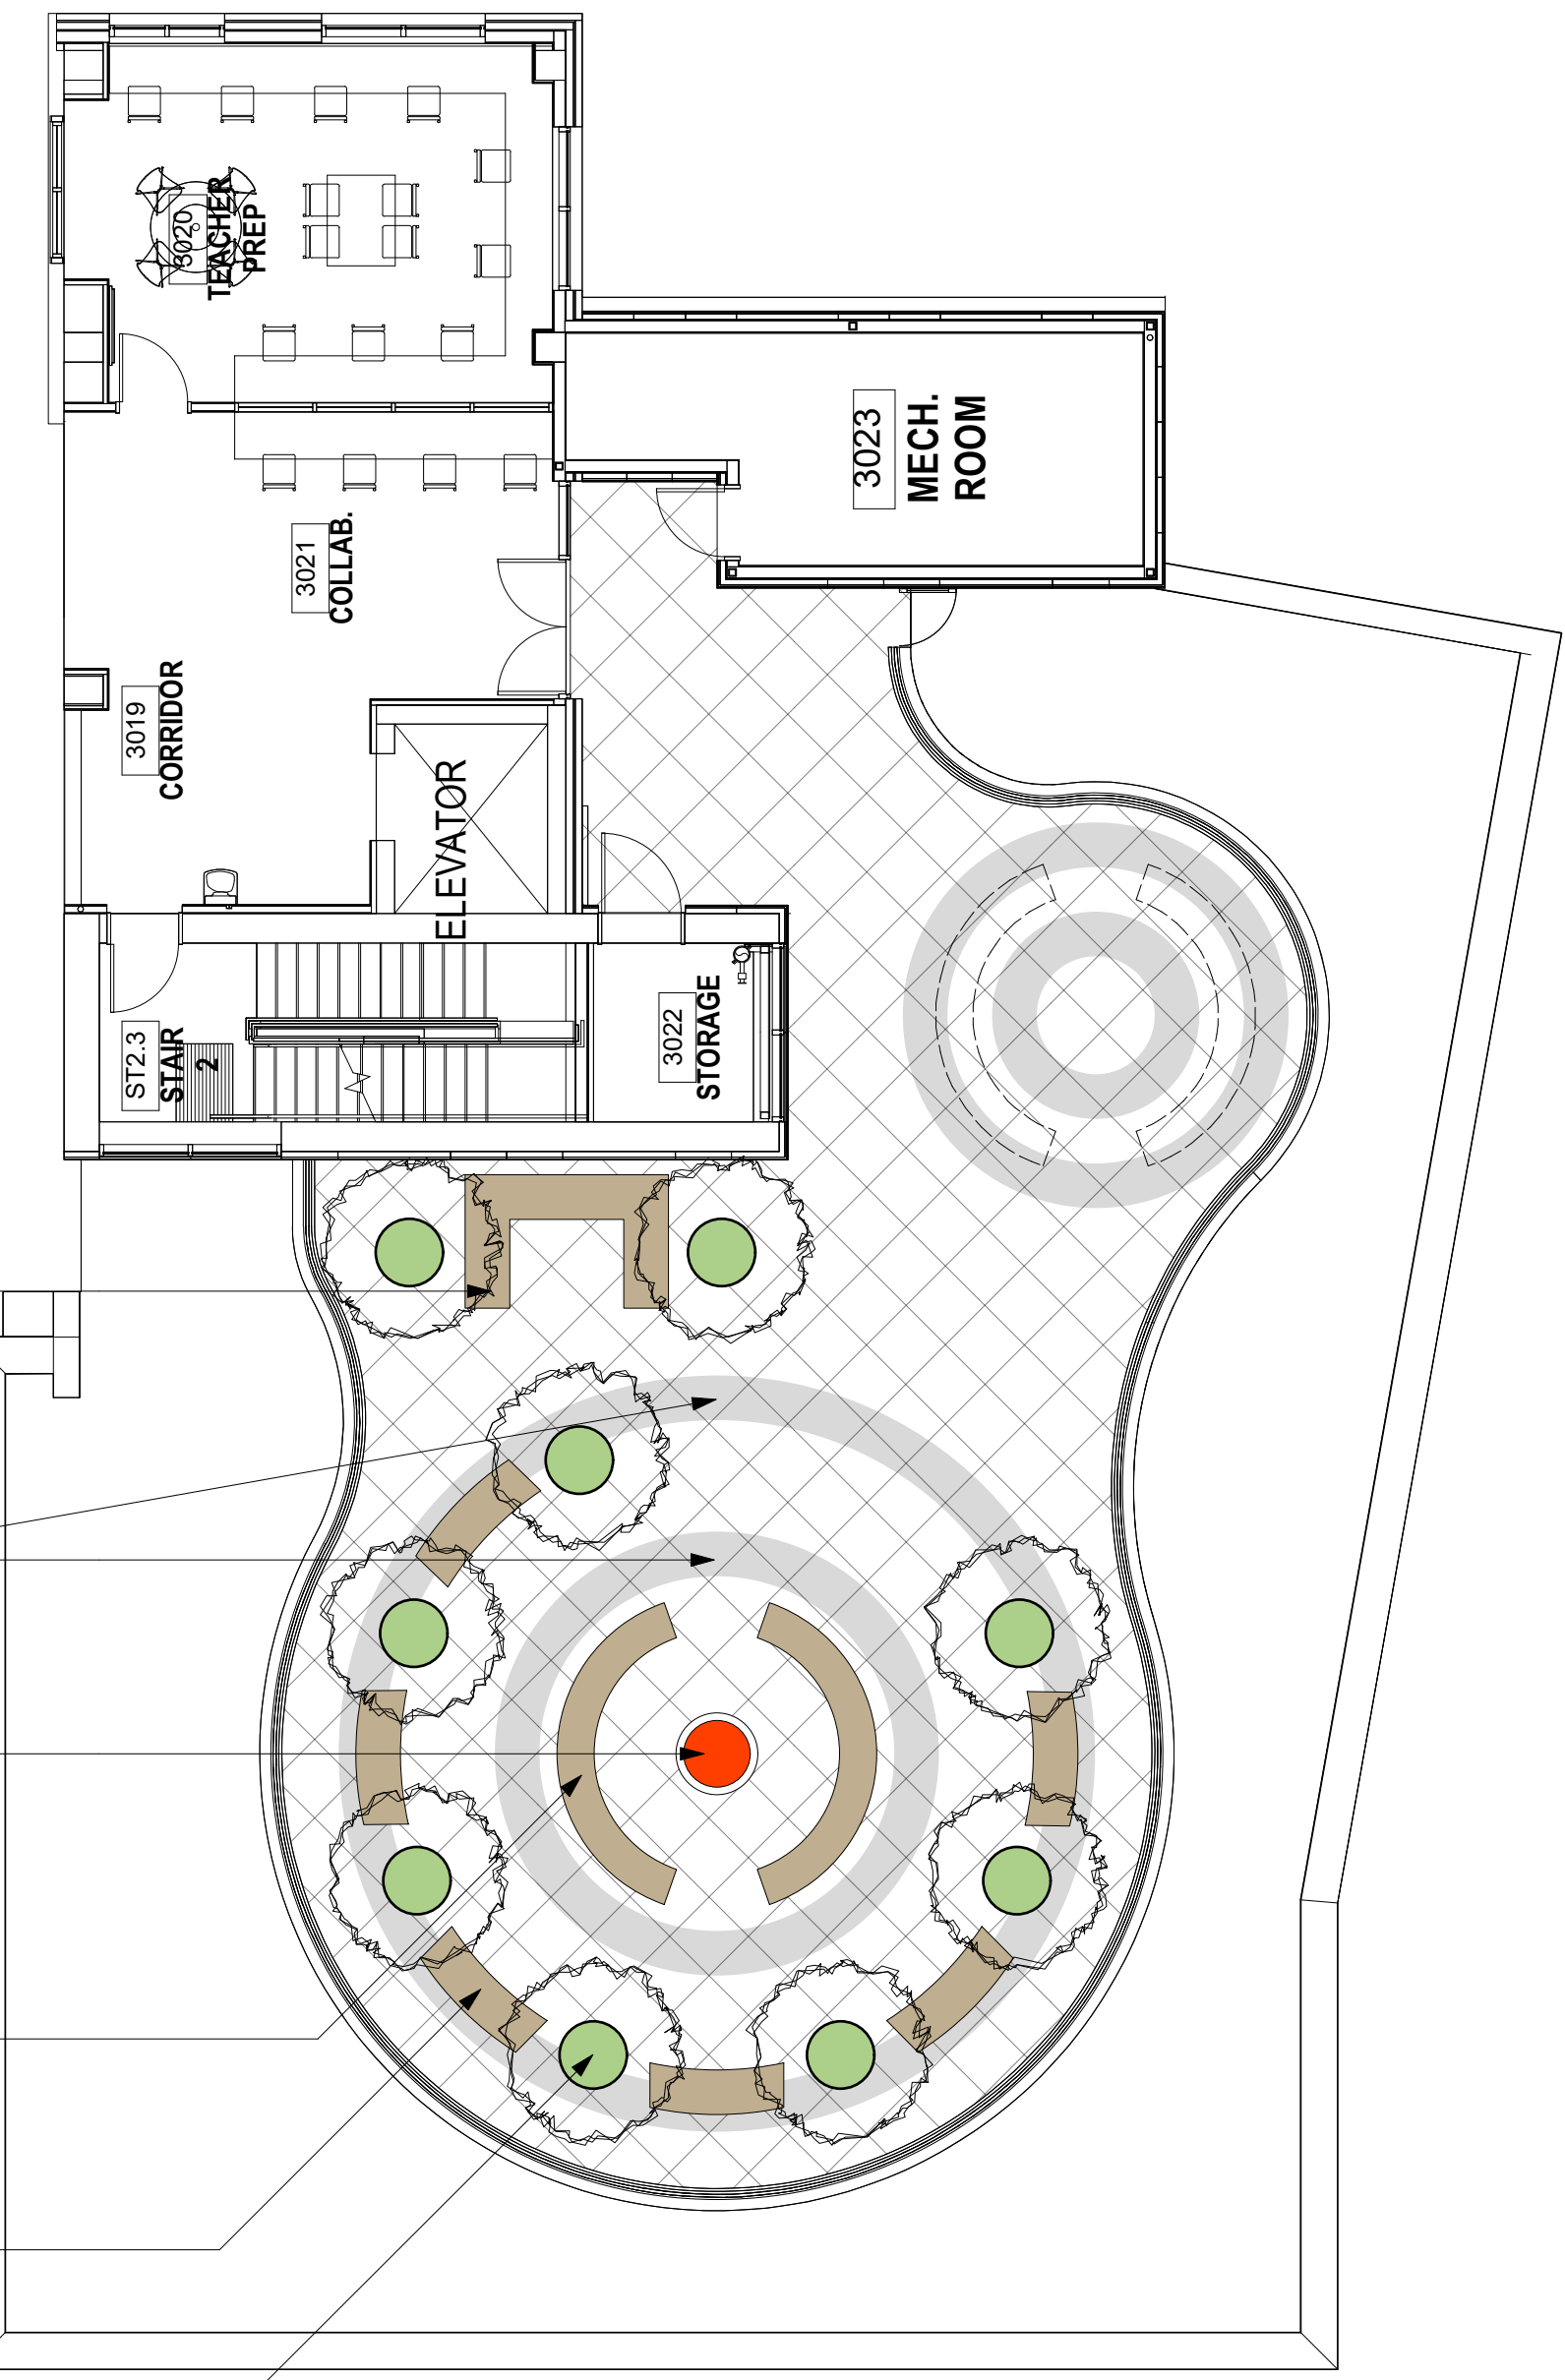 3020
TEACHER
PREP
3023
MECH.
ROOM
3021
COLLAB.
3019
CORRIDOR
ELEVATOR
ST2.3
STAIR
2
3022
STORAGE